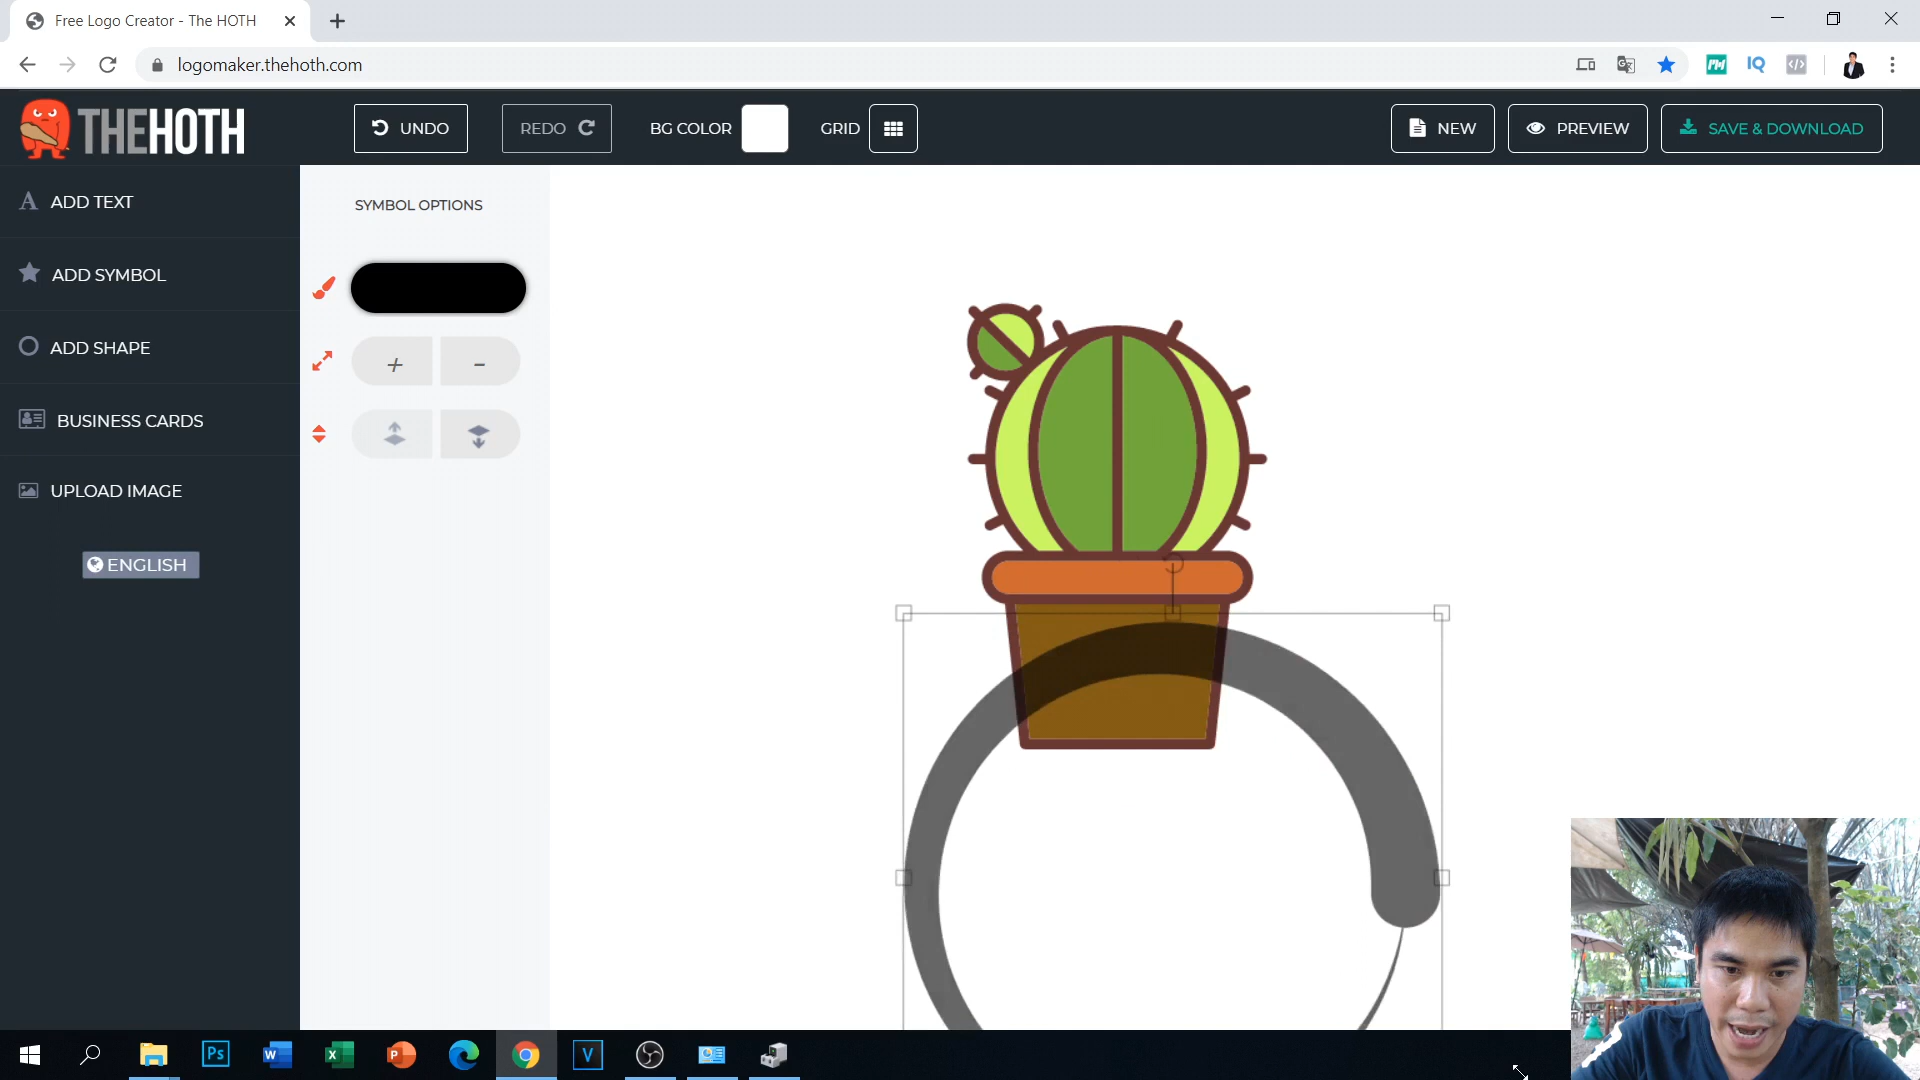 Free Logo Creator - The HOTH
logomaker.thehoth.com
THEHOTH
UNDO
REDO
BG COLOR
GRID
NEW
PREVIEW
SAVE & DOWNLOAD
ADD TEXT
ADD SYMBOL
ADD SHAPE
BUSINESS CARDS
UPLOAD IMAGE
ENGLISH
SYMBOL OPTIONS
+
-